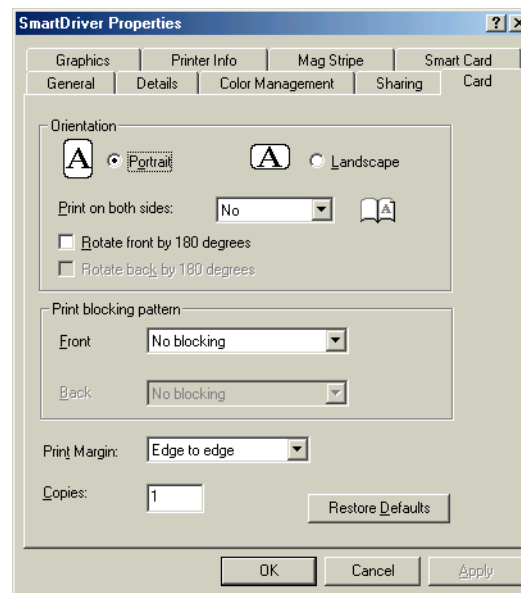 SmartDriver Properties
Graphics Printer Info Mag Stripe Smart Card
General Details Color Management Sharing Card
Orientation
A Portrait A Landscape
Print on both sides: No A
Rotate front by 180 degrees
Rotate back by 180 degrees
Print blocking pattern
Front No blocking
Back No blocking
Print Margin: Edge to edge
Copies: 1
Restore Defaults
OK Cancel Apply